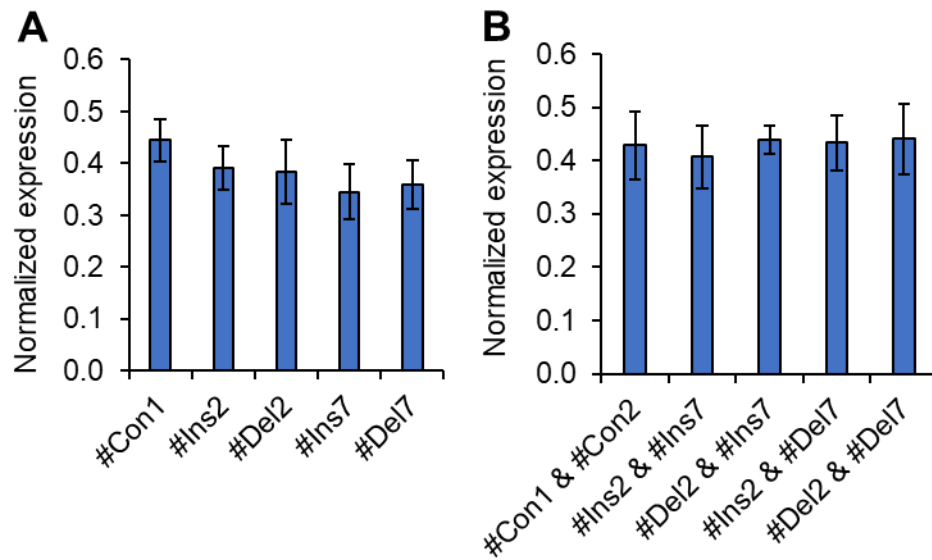 A
Normalized expression
0.6
0.5
0.4
0.3
0.2
0.1
0.0
#Con1
#Ins2
#Del2
#Ins7
#Del7
B
Normalized expression
0.6
0.5
0.4
0.3
0.2
0.1
0.0
#Con1 & #Con2
#Ins2 & #Ins7
#Del2 & #Ins7
#Ins2 & #Del7
#Del2 & #Del7